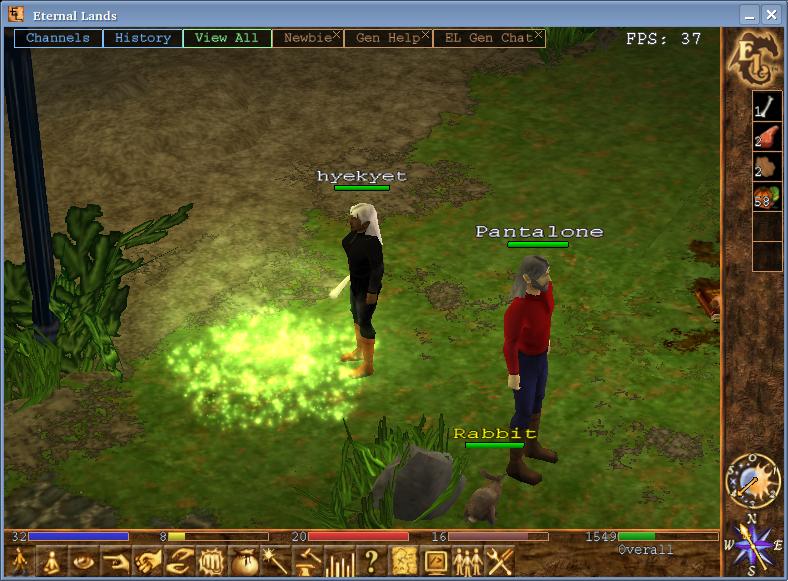 Eternal Lands
Channels History View All Newbie Gen Help EL Gen Chat FPS: 37
1
2
2
58
hyekyet
Pantalone
Rabbit
32 8 20 16 1549
Overall
N
W E
S